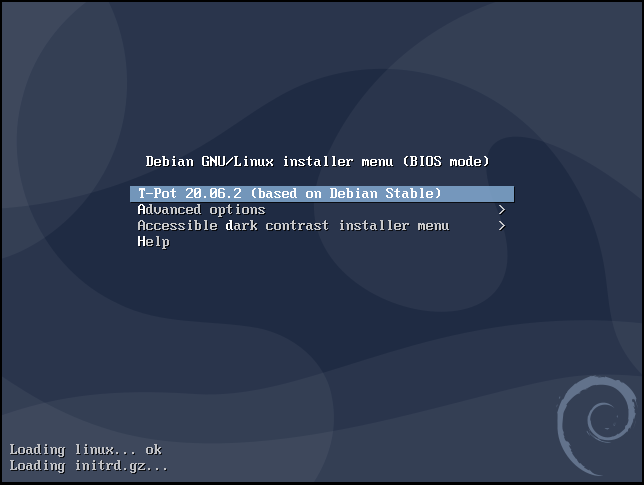 Debian GNU/Linux installer menu (BIOS mode)
T-Pot 20.06.2 (based on Debian Stable)
Advanced options >
Accessible dark contrast installer menu >
Help
Loading linux... ok
Loading initrd.gz...